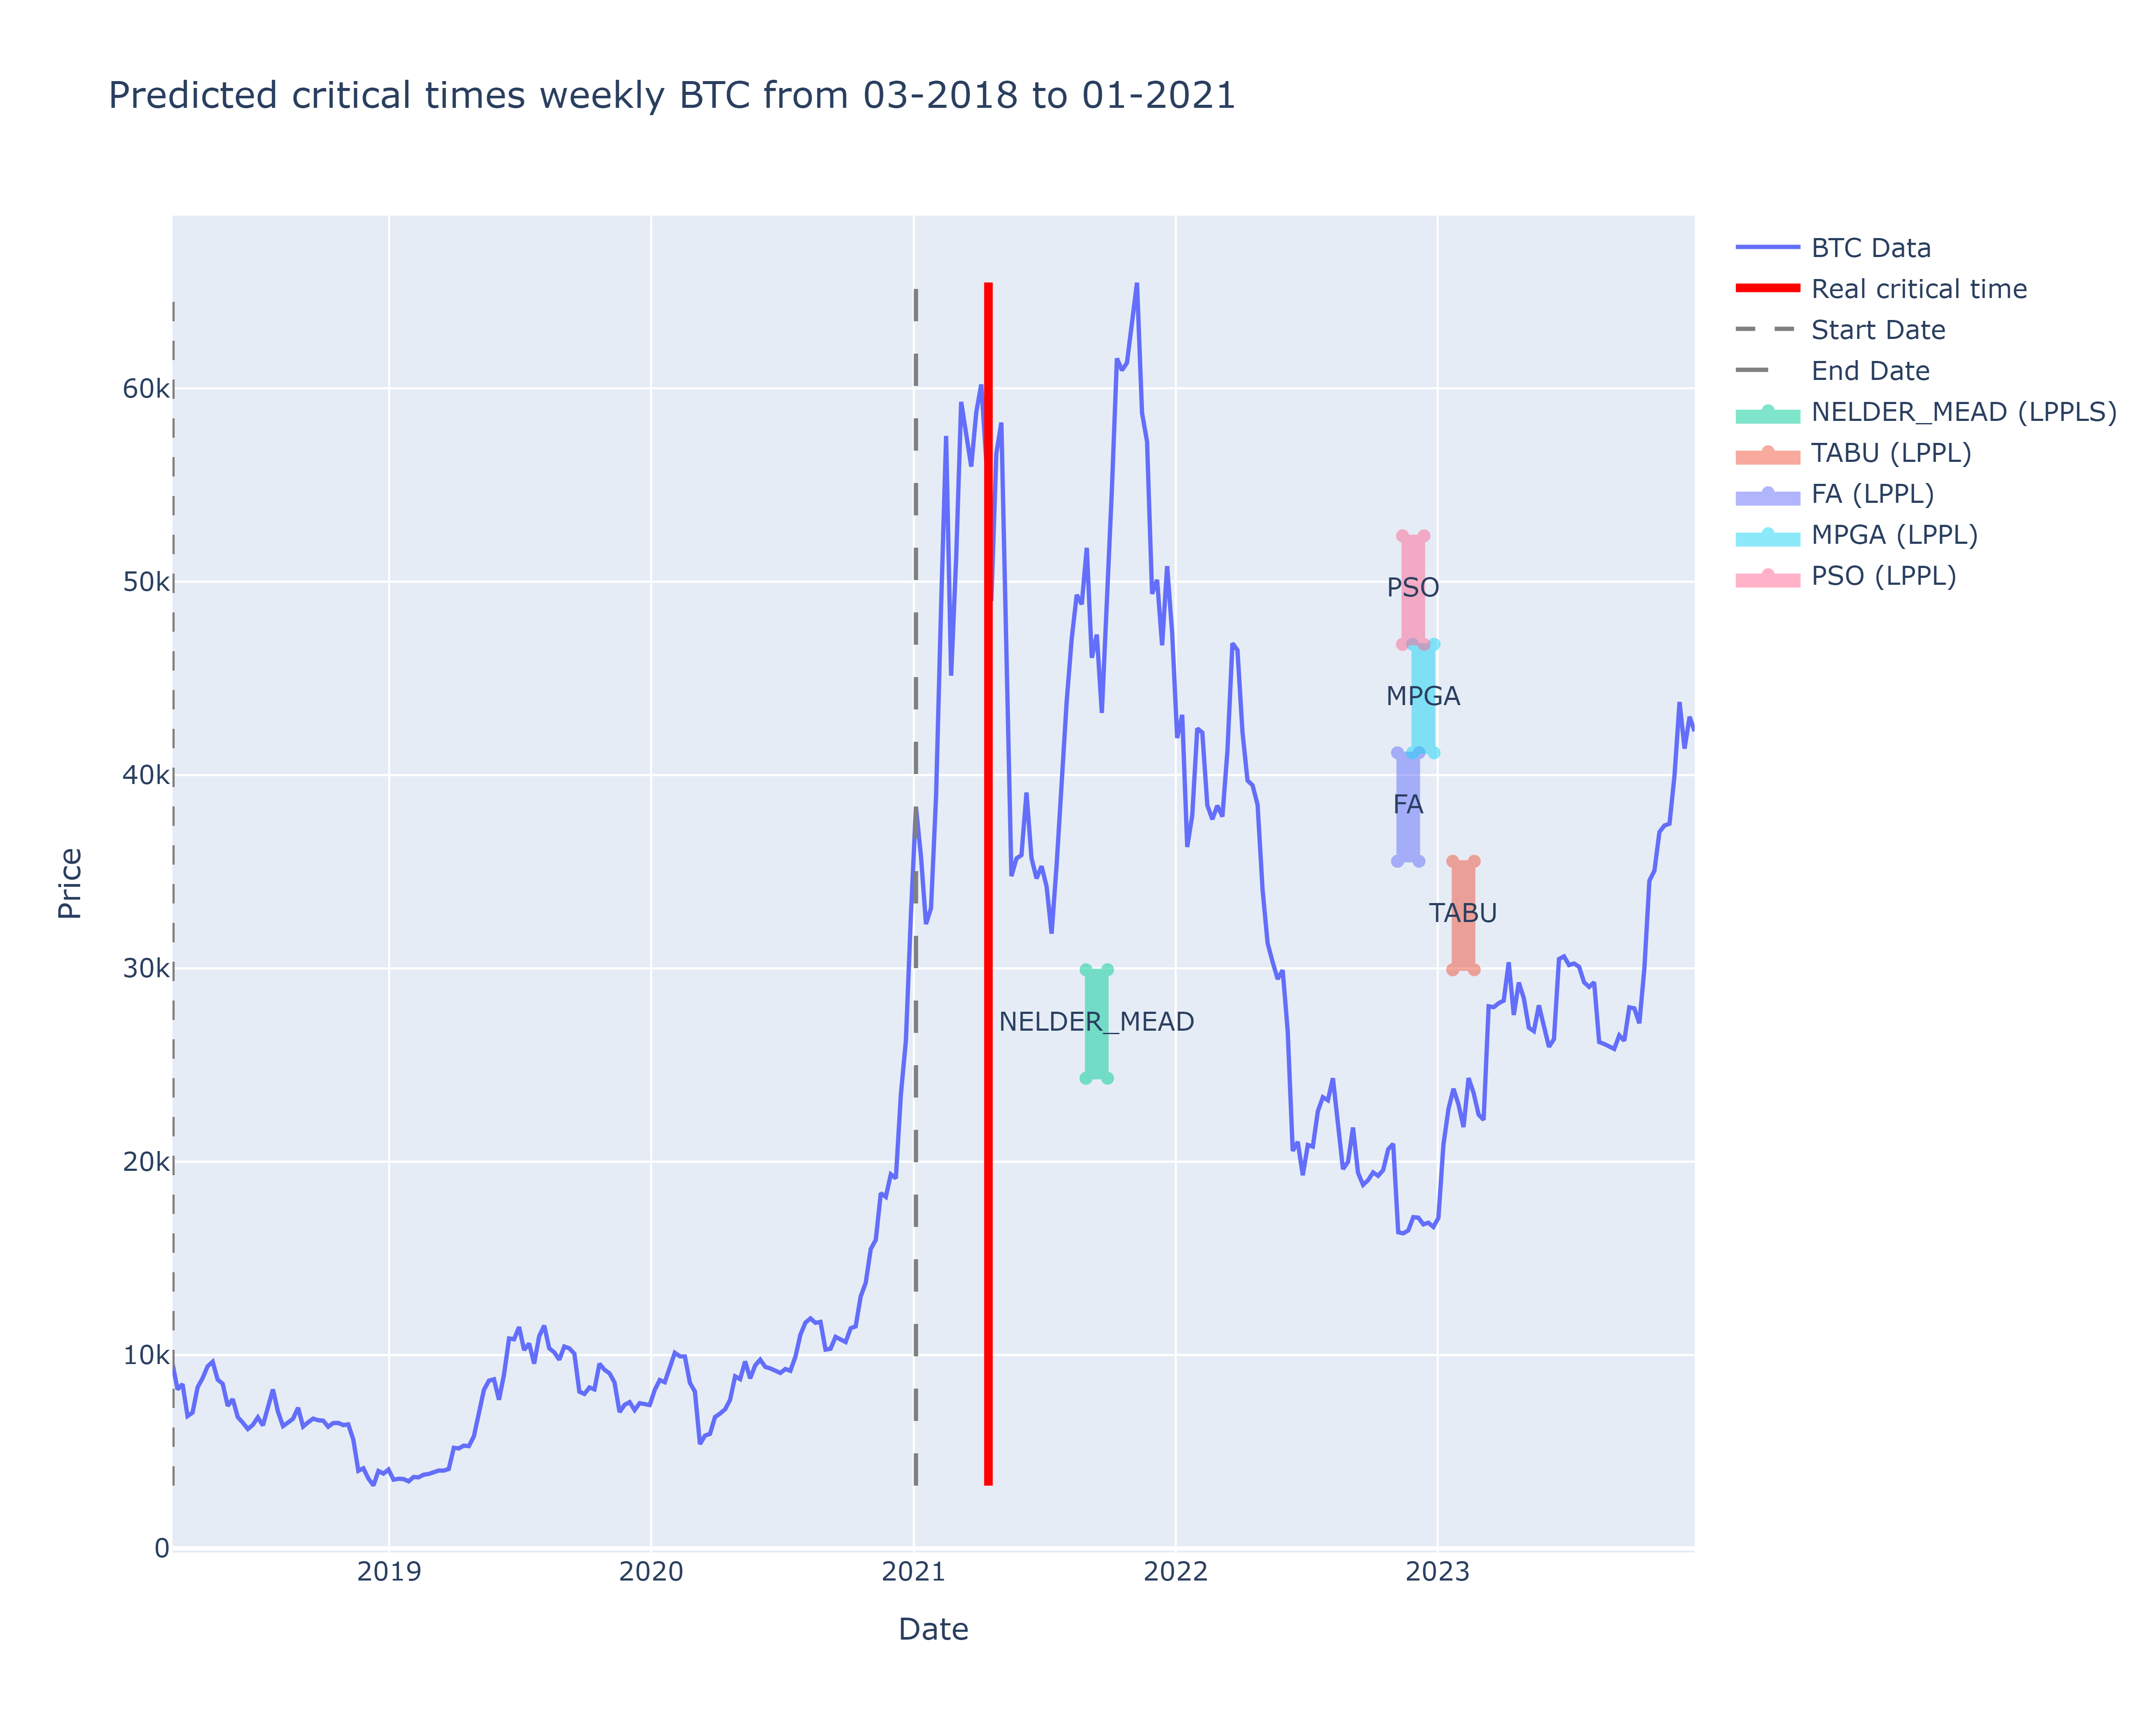 Predicted critical times weekly BTC from 03-2018 to 01-2021
BTC Data
Real critical time
Start Date
End Date
NELDER_MEAD (LPPLS)
TABU (LPPL)
FA (LPPL)
MPGA (LPPL)
PSO (LPPL)
60k
50k
40k
30k
20k
10k
0
Price
PSO
MPGA
FA
TABU
NELDER_MEAD
2019
2020
2021
2022
2023
Date